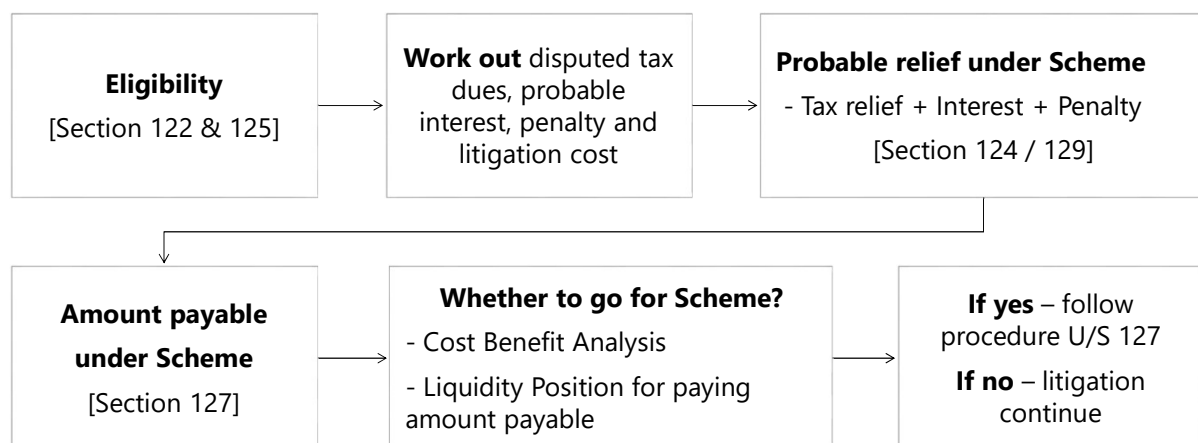 Eligibility
[Section 122 & 125]
Work out disputed tax
dues, probable
interest, penalty and
litigation cost
Probable relief under Scheme
- Tax relief + Interest + Penalty
[Section 124 / 129]
Amount payable
under Scheme
[Section 127]
Whether to go for Scheme?
- Cost Benefit Analysis
- Liquidity Position for paying
amount payable
If yes – follow
procedure U/S 127
If no – litigation
continue